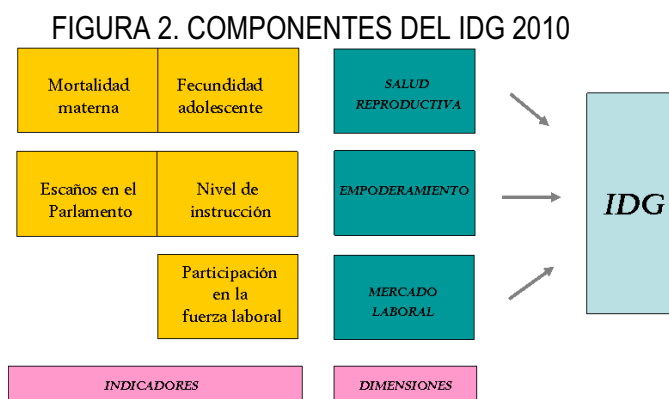 FIGURA 2. COMPONENTES DEL IDG 2010
Mortalidad
materna
Fecundidad
adolescente
SALUD
REPRODUCTIVA
Escaños en el
Parlamento
Nivel de
instrucción
EMPODERAMIENTO
IDG
Participación
en la
fuerza laboral
MERCADO
LABORAL
INDICADORES
DIMENSIONES